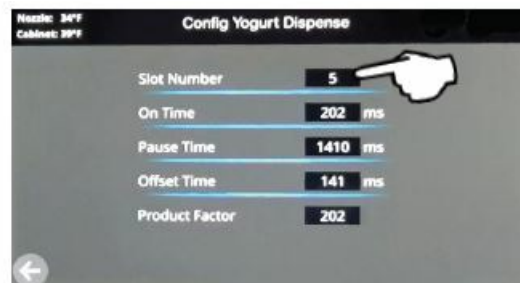 Nozzle: 34°F
Cabinet: 39°F
Config Yogurt Dispense
Slot Number 5
On Time 202 ms
Pause Time 1410 ms
Offset Time 141 ms
Product Factor 202